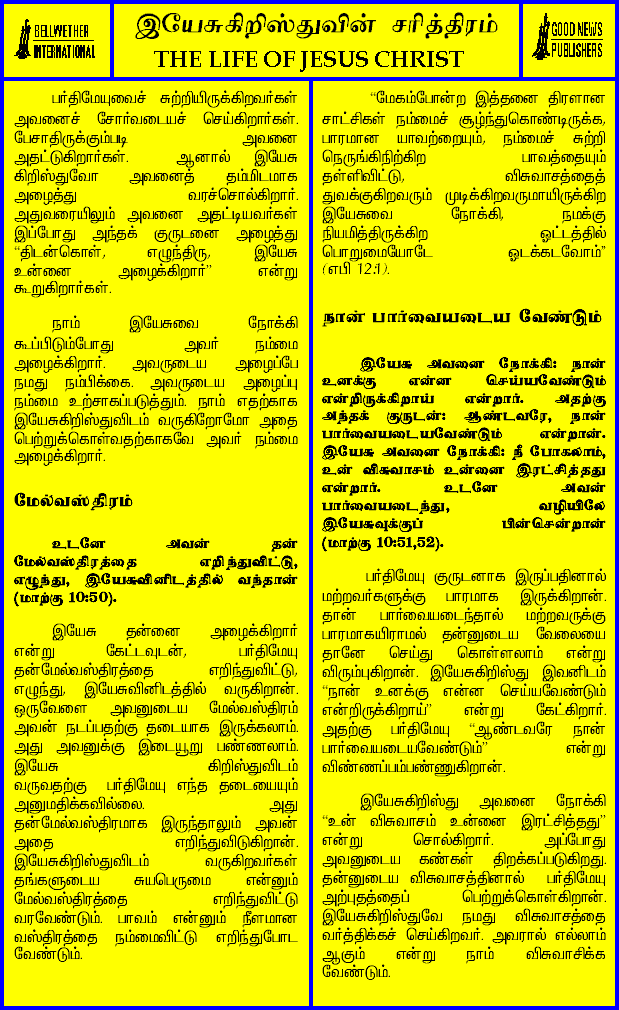 BELLWETHER
INTERNATIONAL
இயேசுகிறிஸ்துவின் சரித்திரம்
THE LIFE OF JESUS CHRIST
GOOD NEWS
PUBLISHERS
பர்திமேயுவைச் சுற்றியிருக்கிறவர்கள்
அவனைச் சோர்வடையச் செய்கிறார்கள்.
பேசாதிருக்கும்படி அவனை
அதட்டுகிறார்கள். ஆனால் இயேசு
கிறிஸ்துவோ அவனைத் தம்மிடமாக
அழைத்து வரச்சொல்கிறார்.
அதுவரையிலும் அவனை அதட்டியவர்கள்
இப்போது அந்தக் குருடனை அழைத்து
“திடன்கொள், எழுந்திரு, இயேசு
உன்னை அழைக்கிறார்” என்று
கூறுகிறார்கள்.
நாம் இயேசுவை நோக்கி
கூப்பிடும்போது அவர் நம்மை
அழைக்கிறார். அவருடைய அழைப்பே
நமது நம்பிக்கை. அவருடைய அழைப்பு
நம்மை உற்சாகப்படுத்தும். நாம் எதற்காக
இயேசுகிறிஸ்துவிடம் வருகிறோமோ அதை
பெற்றுக்கொள்வதற்காகவே அவர் நம்மை
அழைக்கிறார்.
மேல்வஸ்திரம்
உடனே அவன் தன்
மேல்வஸ்திரத்தை எறிந்துவிட்டு,
எழுந்து, இயேசுவினிடத்தில் வந்தான்
(மாற்கு 10:50).
இயேசு தன்னை அழைக்கிறார்
என்று கேட்டவுடன், பர்திமேயு
தன்மேல்வஸ்திரத்தை எறிந்துவிட்டு,
எழுந்து, இயேசுவினிடத்தில் வருகிறான்.
ஒருவேளை அவனுடைய மேல்வஸ்திரம்
அவன் நடப்பதற்கு தடையாக இருக்கலாம்.
அது அவனுக்கு இடையூறு பண்ணலாம்.
இயேசு கிறிஸ்துவிடம்
வருவதற்கு பர்திமேயு எந்த தடையையும்
அனுமதிக்கவில்லை. அது
தன்மேல்வஸ்திரமாக இருந்தாலும் அவன்
அதை எறிந்துவிடுகிறான்.
இயேசுகிறிஸ்துவிடம் வருகிறவர்கள்
தங்களுடைய சுயபெருமை என்னும்
மேல்வஸ்திரத்தை எறிந்துவிட்டு
வரவேண்டும். பாவம் என்னும் நீளமான
வஸ்திரத்தை நம்மைவிட்டு எறிந்துபோட
வேண்டும்.
“மேகம்போன்ற இத்தனை திரளான
சாட்சிகள் நம்மைச் சூழ்ந்துகொண்டிருக்க,
பாரமான யாவற்றையும், நம்மைச் சுற்றி
நெருங்கிநிற்கிற பாவத்தையும்
தள்ளிவிட்டு, விசுவாசத்தைத்
துவக்குகிறவரும் முடிக்கிறவருமாயிருக்கிற
இயேசுவை நோக்கி, நமக்கு
நியமித்திருக்கிற ஓட்டத்தில்
பொறுமையோடே ஓடக்கடவோம்”
(எபி 12:1).
நான் பார்வையடைய வேண்டும்
இயேசு அவனை நோக்கி: நான்
உனக்கு என்ன செய்யவேண்டும்
என்றிருக்கிறாய் என்றார். அதற்கு
அந்தக் குருடன்: ஆண்டவரே, நான்
பார்வையடையவேண்டும் என்றான்.
இயேசு அவனை நோக்கி: நீ போகலாம்,
உன் விசுவாசம் உன்னை இரட்சித்தது
என்றார். உடனே அவன்
பார்வையடைந்து, வழியிலே
இயேசுவுக்குப் பின்சென்றான்
(மாற்கு 10:51,52).
பர்திமேயு குருடனாக இருப்பதினால்
மற்றவர்களுக்கு பாரமாக இருக்கிறான்.
தான் பார்வையடைந்தால் மற்றவருக்கு
பாரமாகயிராமல் தன்னுடைய வேலையை
தானே செய்து கொள்ளலாம் என்று
விரும்புகிறான். இயேசுகிறிஸ்து இவனிடம்
“நான் உனக்கு என்ன செய்யவேண்டும்
என்றிருக்கிறாய்” என்று கேட்கிறார்.
அதற்கு பர்திமேயு “ஆண்டவரே நான்
பார்வையடையவேண்டும்” என்று
விண்ணப்பம்பண்ணுகிறான்.
இயேசுகிறிஸ்து அவனை நோக்கி
“உன் விசுவாசம் உன்னை இரட்சித்தது”
என்று சொல்கிறார். அப்போது
அவனுடைய கண்கள் திறக்கப்படுகிறது.
தன்னுடைய விசுவாசத்தினால் பர்திமேயு
அற்புதத்தைப் பெற்றுக்கொள்கிறான்.
இயேசுகிறிஸ்துவே நமது விசுவாசத்தை
வர்த்திக்கச் செய்கிறவர். அவரால் எல்லாம்
ஆகும் என்று நாம் விசுவாசிக்க
வேண்டும்.